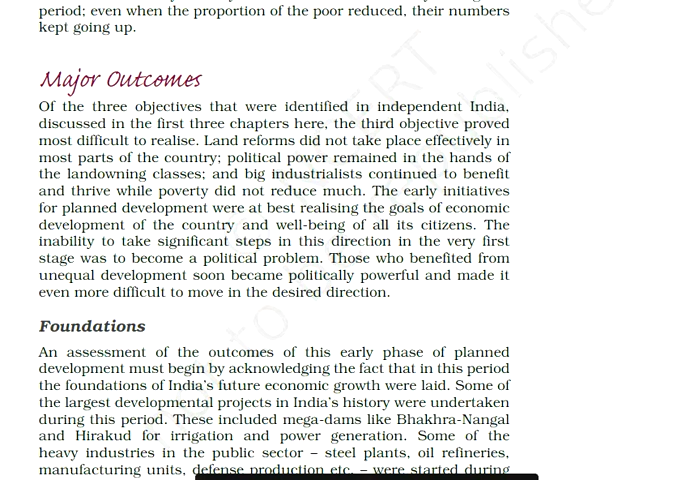 period; even when the proportion of the poor reduced, their numbers
kept going up.
Major Outcomes
Of the three objectives that were identified in independent India,
discussed in the first three chapters here, the third objective proved
most difficult to realise. Land reforms did not take place effectively in
most parts of the country; political power remained in the hands of
the landowning classes; and big industrialists continued to benefit
and thrive while poverty did not reduce much. The early initiatives
for planned development were at best realising the goals of economic
development of the country and well-being of all its citizens. The
inability to take significant steps in this direction in the very first
stage was to become a political problem. Those who benefited from
unequal development soon became politically powerful and made it
even more difficult to move in the desired direction.
Foundations
An assessment of the outcomes of this early phase of planned
development must begin by acknowledging the fact that in this period
the foundations of India's future economic growth were laid. Some of
the largest developmental projects in India's history were undertaken
during this period. These included mega-dams like Bhakhra-Nangal
and Hirakud for irrigation and power generation. Some of the
heavy industries in the public sector – steel plants, oil refineries,
manufacturing units, defense production etc. – were started during